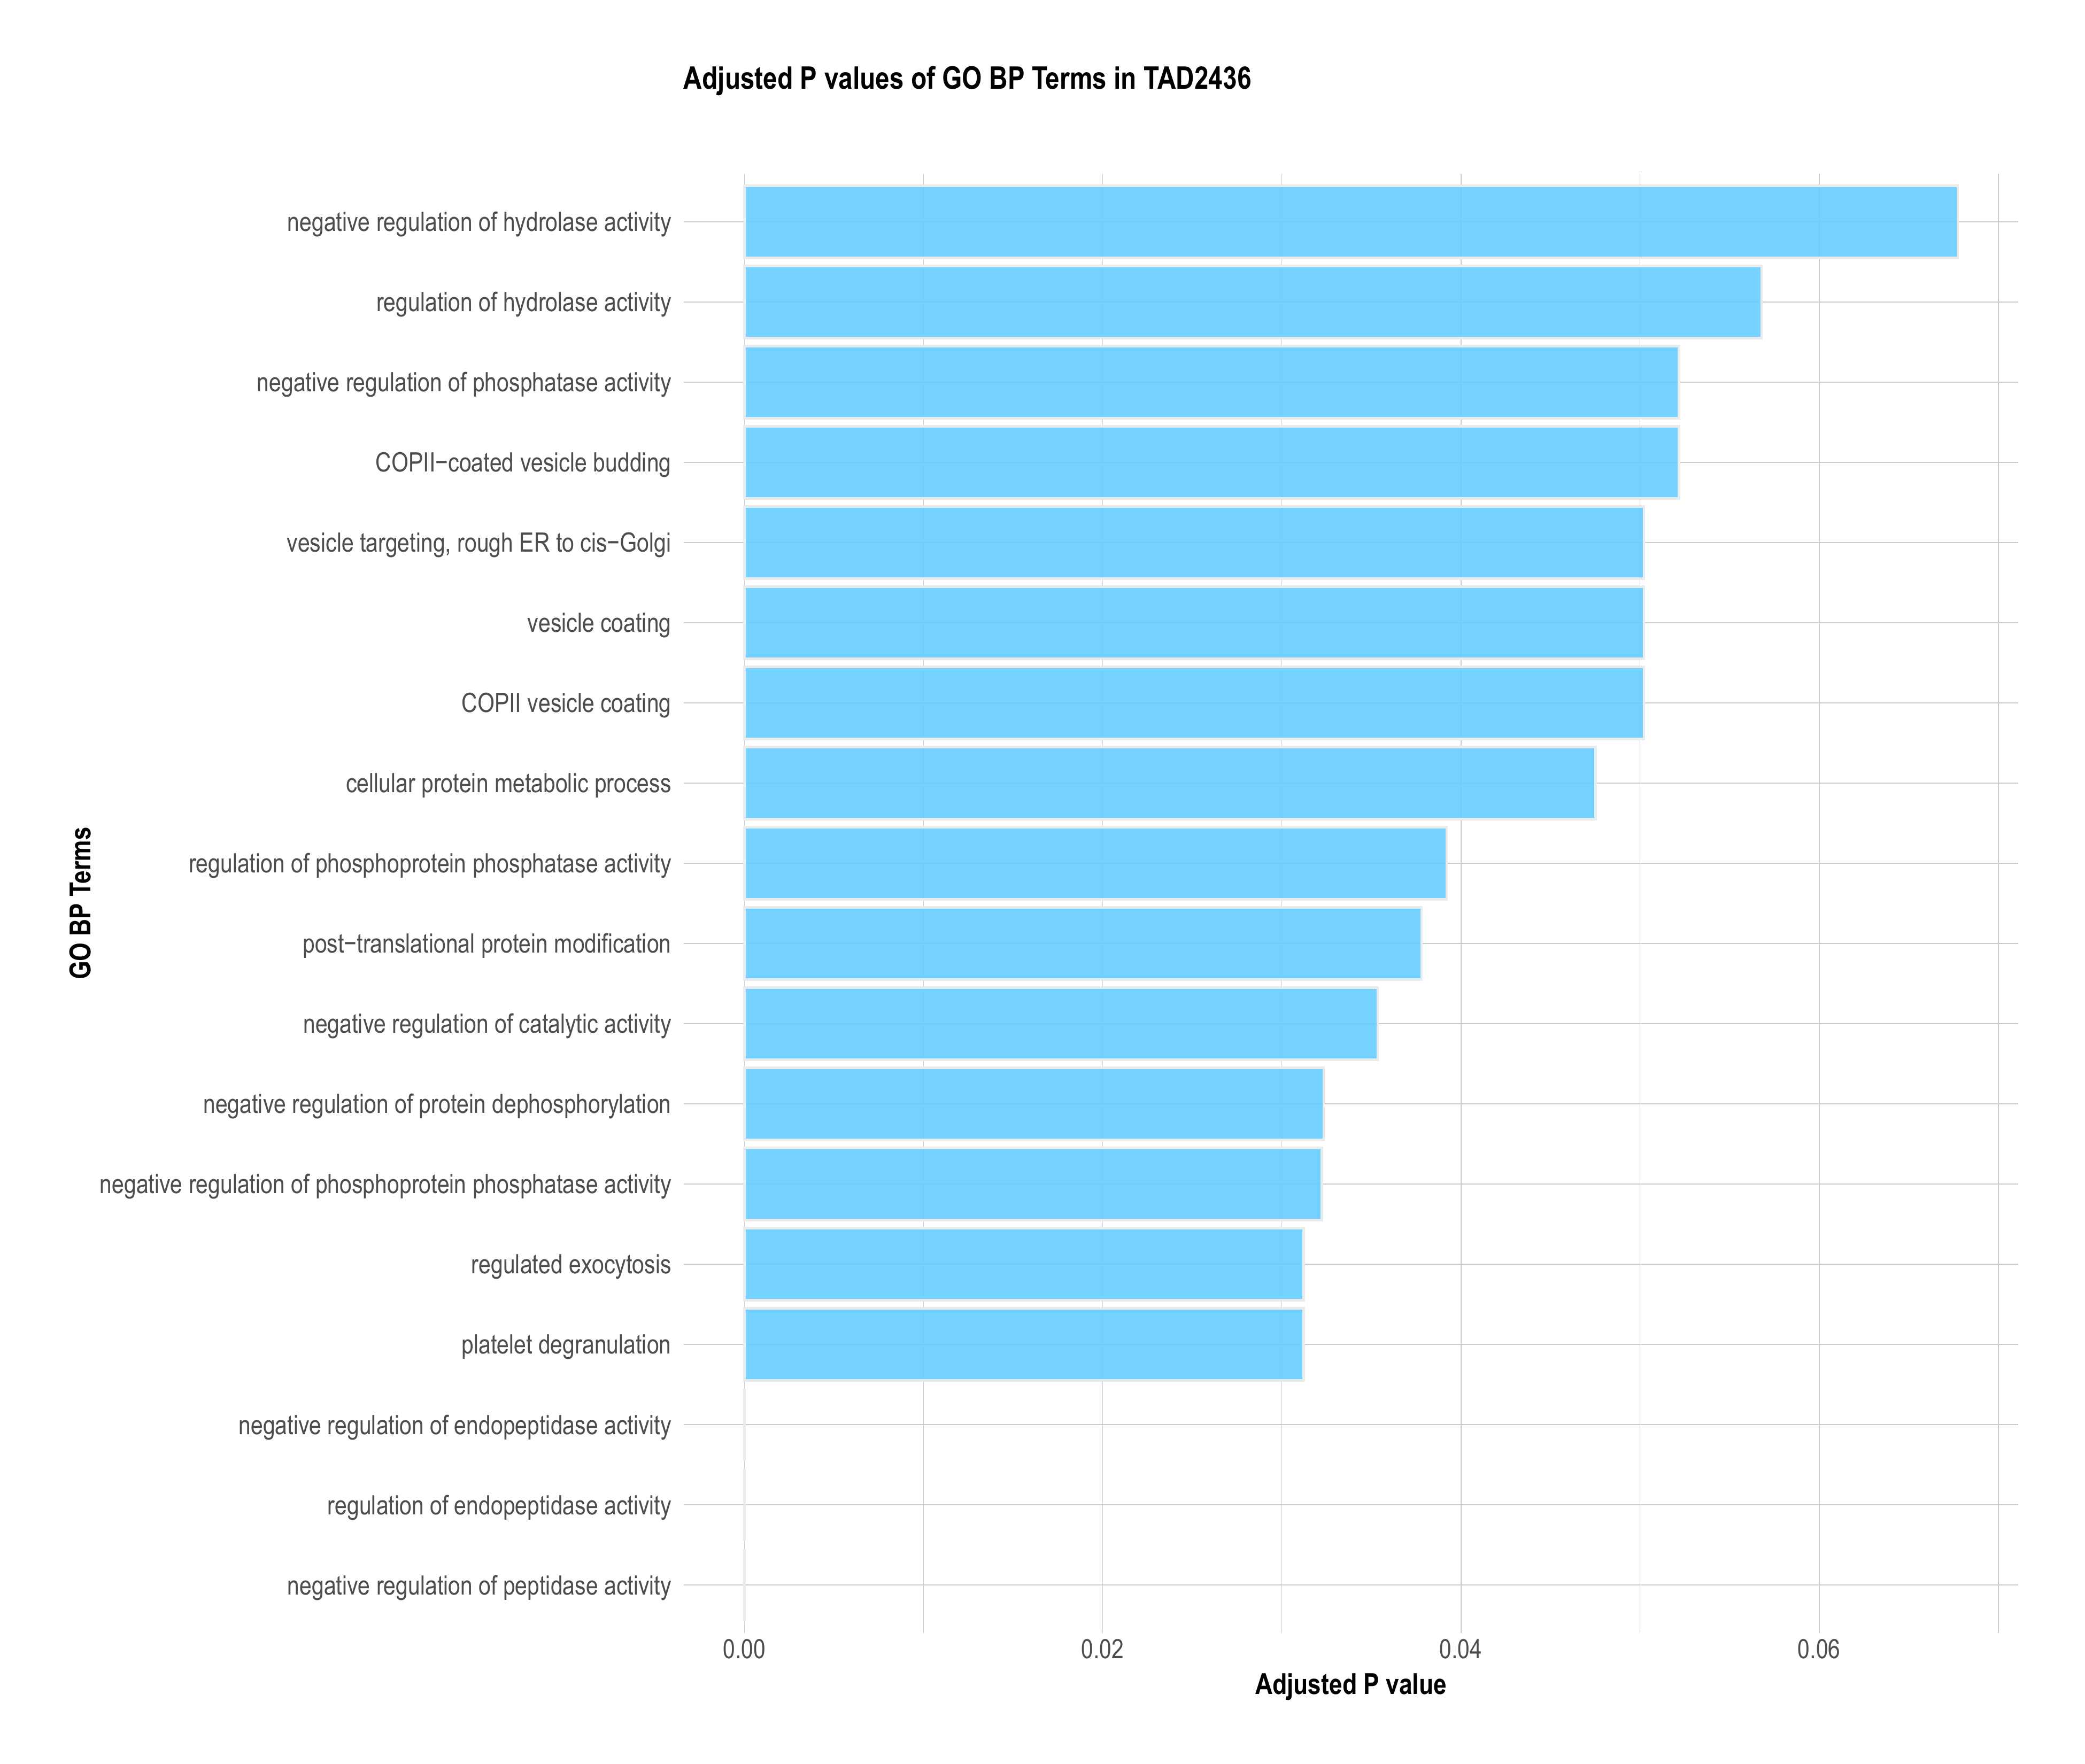 Adjusted P values of GO BP Terms in TAD2436
negative regulation of hydrolase activity
regulation of hydrolase activity
negative regulation of phosphatase activity
COPII−coated vesicle budding
vesicle targeting, rough ER to cis−Golgi
vesicle coating
COPII vesicle coating
cellular protein metabolic process
regulation of phosphoprotein phosphatase activity
post−translational protein modification
negative regulation of catalytic activity
negative regulation of protein dephosphorylation
negative regulation of phosphoprotein phosphatase activity
regulated exocytosis
platelet degranulation
negative regulation of endopeptidase activity
regulation of endopeptidase activity
negative regulation of peptidase activity
GO BP Terms
0.00 0.02 0.04 0.06
Adjusted P value